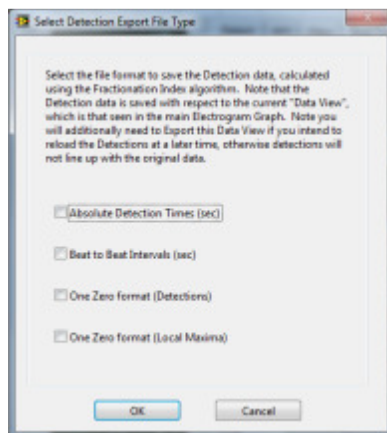 Select Detection Export File Type
Select the file format to save the Detection data, calculated
using the Fractionation Index algorithm. Note that the
Detection data is saved with respect to the current "Data View",
which is that seen in the main Electrogram Graph. Note you
will additionally need to Export this Data View if you intend to
reload the Detections at a later time, otherwise detections will
not line up with the original data.
Absolute Detection Times (sec)
Beat to Beat Intervals (sec)
One Zero format (Detections)
One Zero format (Local Maxima)
OK Cancel